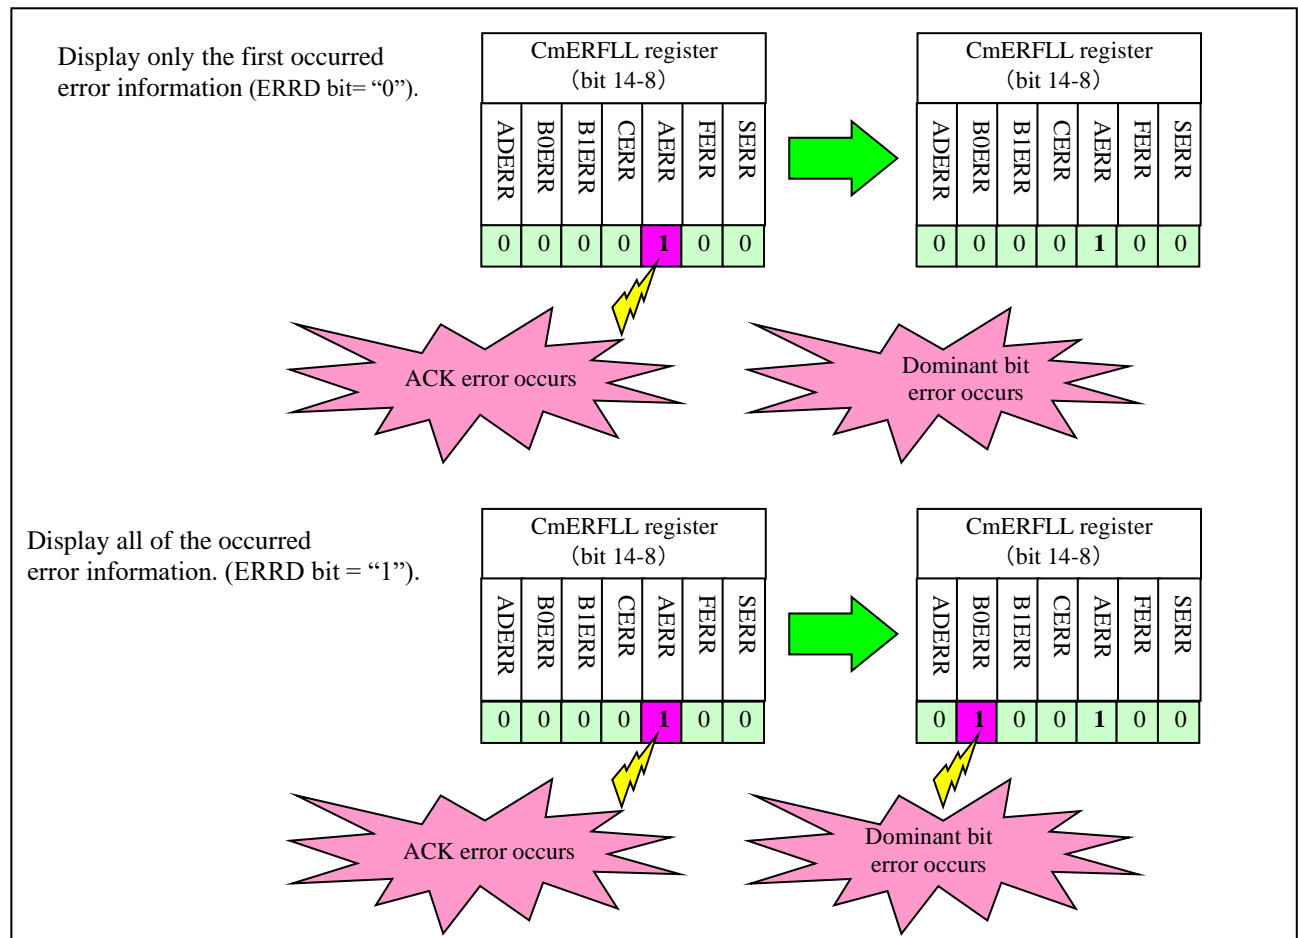 Display only the first occurred
error information (ERRD bit= “0”).
CmERFLL register
（bit 14-8）
ADERR B0ERR B1ERR CERR AERR FERR SERR
0 0 0 0 1 0 0
CmERFLL register
（bit 14-8）
ADERR B0ERR B1ERR CERR AERR FERR SERR
0 0 0 0 1 0 0
ACK error occurs
Dominant bit
error occurs
Display all of the occurred
error information. (ERRD bit = “1”).
CmERFLL register
（bit 14-8）
ADERR B0ERR B1ERR CERR AERR FERR SERR
0 0 0 0 1 0 0
CmERFLL register
（bit 14-8）
ADERR B0ERR B1ERR CERR AERR FERR SERR
0 1 0 0 1 0 0
ACK error occurs
Dominant bit
error occurs